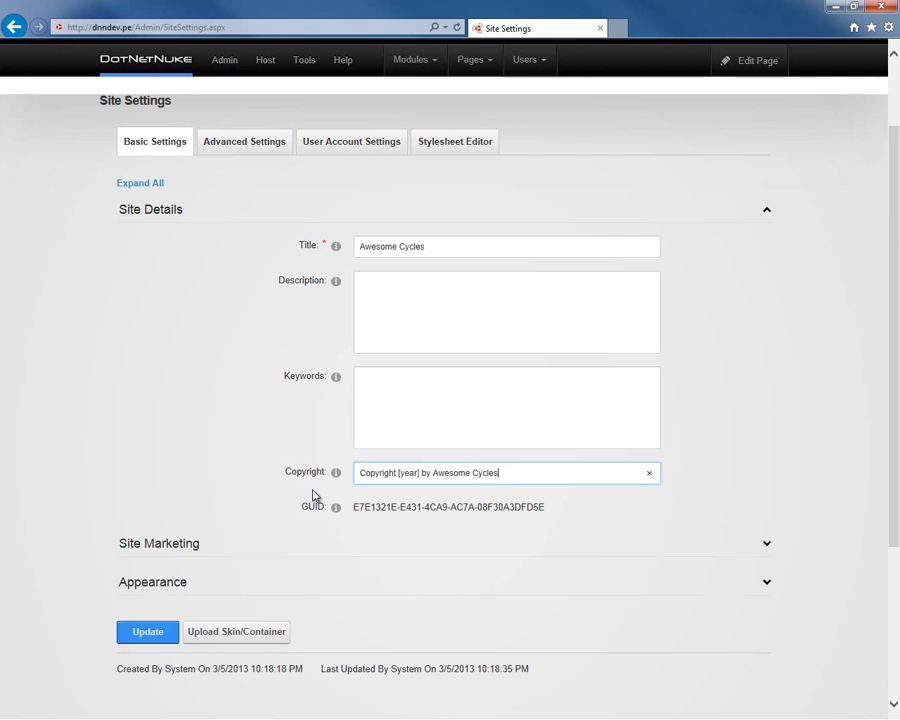 http://dnndev.pe/Admin/SiteSettings.aspx
Site Settings
DOTNETNUKE
Admin
Host
Tools
Help
Modules
Pages
Users
Edit Page
Site Settings
Basic Settings
Advanced Settings
User Account Settings
Stylesheet Editor
Expand All
Site Details
Title: *
Awesome Cycles
Description:
Keywords:
Copyright:
Copyright [year] by Awesome Cycles
GUID:
E7E1321E-E431-4CA9-AC7A-08F30A3DFD5E
Site Marketing
Appearance
Update
Upload Skin/Container
Created By System On 3/5/2013 10:18:18 PM
Last Updated By System On 3/5/2013 10:18:35 PM